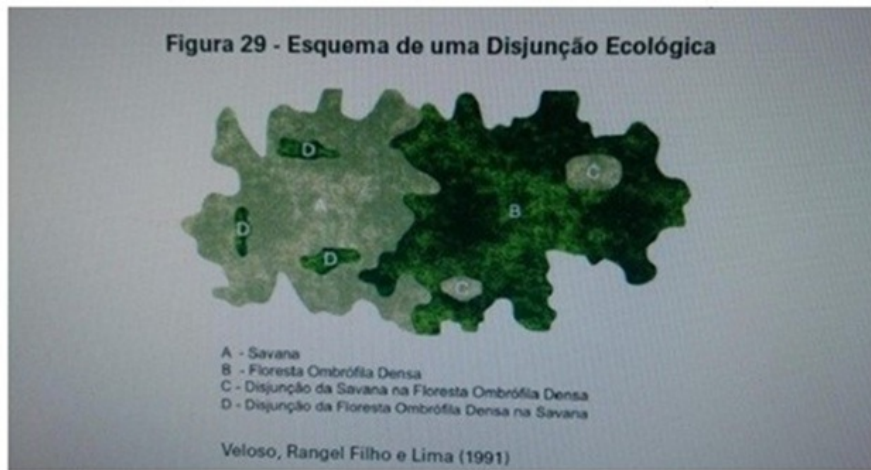 Figura 29 - Esquema de uma Disjunção Ecológica
D
C
A
B
D
D
C
A - Savana
B - Floresta Ombrófila Densa
C - Disjunção da Savana na Floresta Ombrófila Densa
D - Disjunção da Floresta Ombrófila Densa na Savana
Veloso, Rangel Filho e Lima (1991)